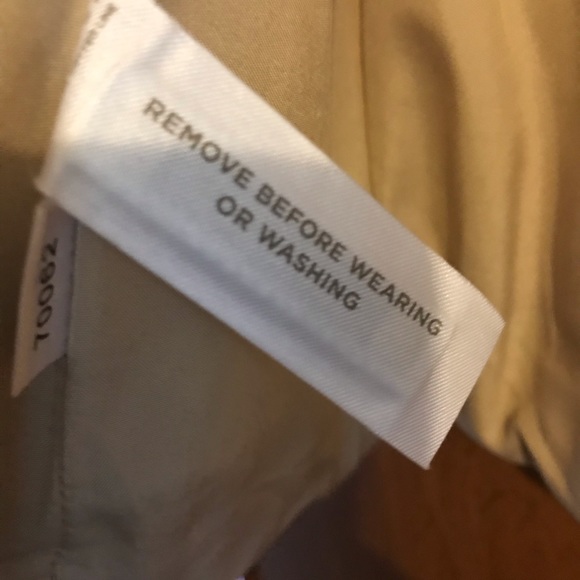 REMOVE BEFORE WEARING
OR WASHING
70062